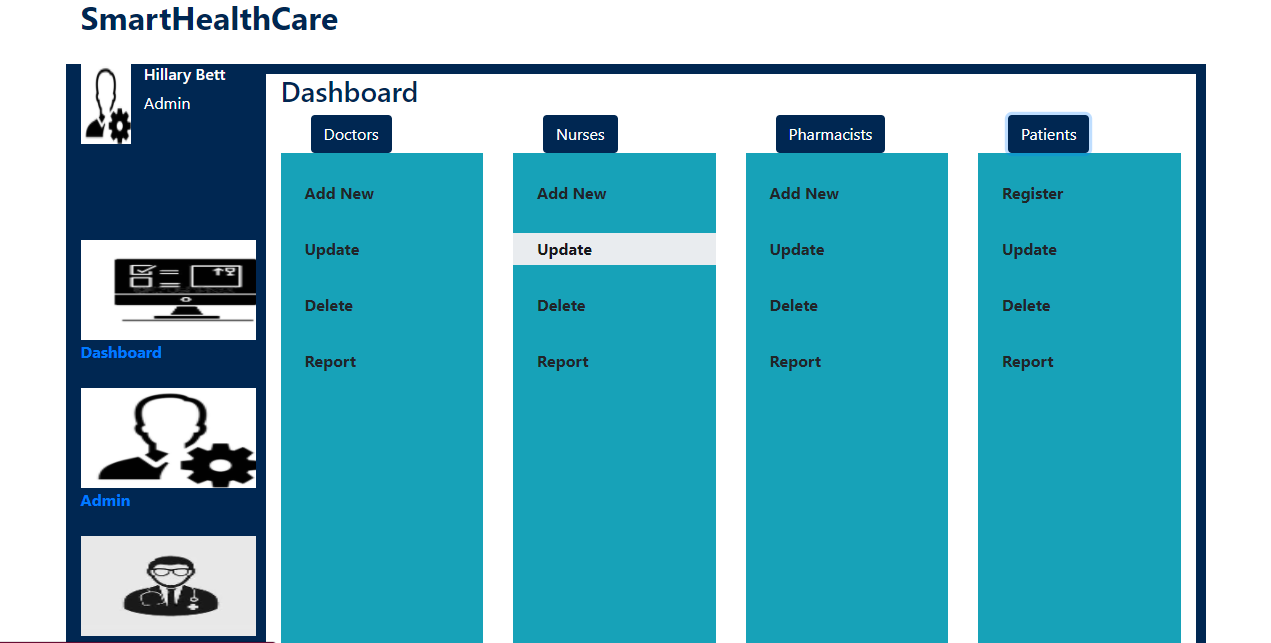 SmartHealthCare
Hillary Bett
Admin
Dashboard
Admin
Dashboard
Doctors
Add New
Update
Delete
Report
Nurses
Add New
Update
Delete
Report
Pharmacists
Add New
Update
Delete
Report
Patients
Register
Update
Delete
Report